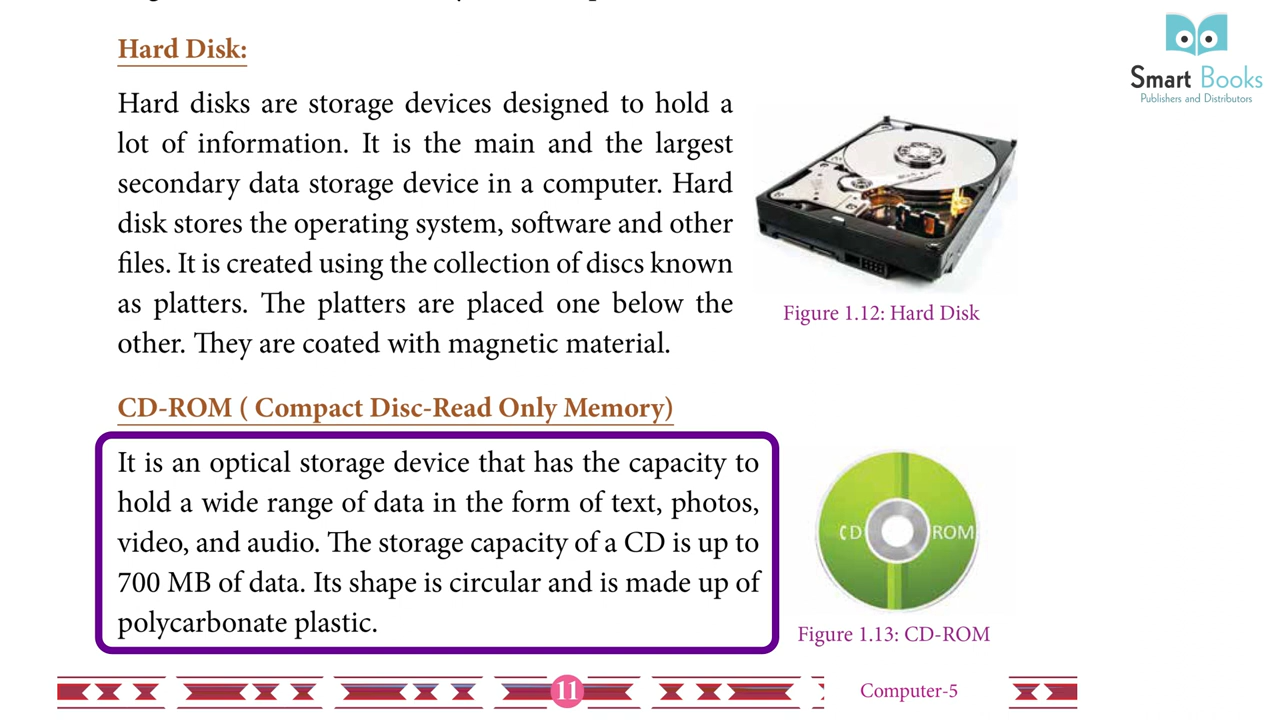 Hard Disk:
Smart Books
Publishers and Distributors
Hard disks are storage devices designed to hold a
lot of information. It is the main and the largest
secondary data storage device in a computer. Hard
disk stores the operating system, software and other
files. It is created using the collection of discs known
as platters. The platters are placed one below the
other. They are coated with magnetic material.
Figure 1.12: Hard Disk
CD-ROM ( Compact Disc-Read Only Memory)
It is an optical storage device that has the capacity to
hold a wide range of data in the form of text, photos,
video, and audio. The storage capacity of a CD is up to
700 MB of data. Its shape is circular and is made up of
polycarbonate plastic.
CD ROM
Figure 1.13: CD-ROM
11
Computer-5